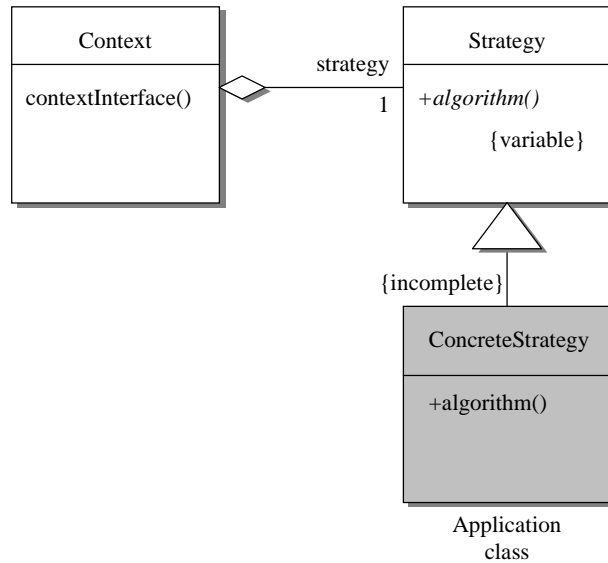 Context
contextInterface()
strategy
1
Strategy
+algorithm()
{variable}
{incomplete}
ConcreteStrategy
+algorithm()
Application
class